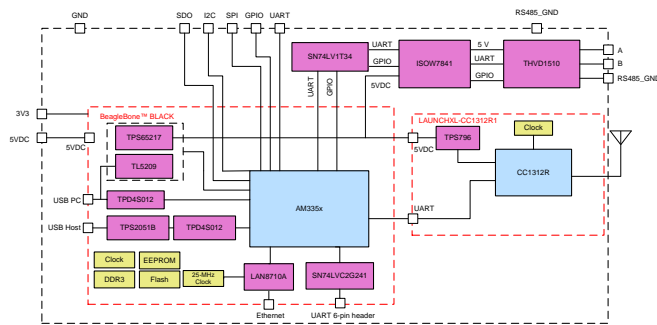 GND
SDO I2C SPI GPIO UART
RS485_GND
SN74LV1T34
UART
GPIO
ISOW7841
5 V
UART
GPIO
THVD1510
A
B
RS485_GND
5VDC
UART
GPIO
3V3
5VDC
5VDC
BeagleBone™ BLACK
TPS65217
TL5209
USB PC
TPD4S012
USB Host
TPS2051B
TPD4S012
AM335x
Clock
EEPROM
DDR3
Flash
25-MHz
Clock
LAN8710A
SN74LVC2G241
Ethernet
UART 6-pin header
LAUNCHXL-CC1312R1
5VDC
TPS796
Clock
CC1312R
UART